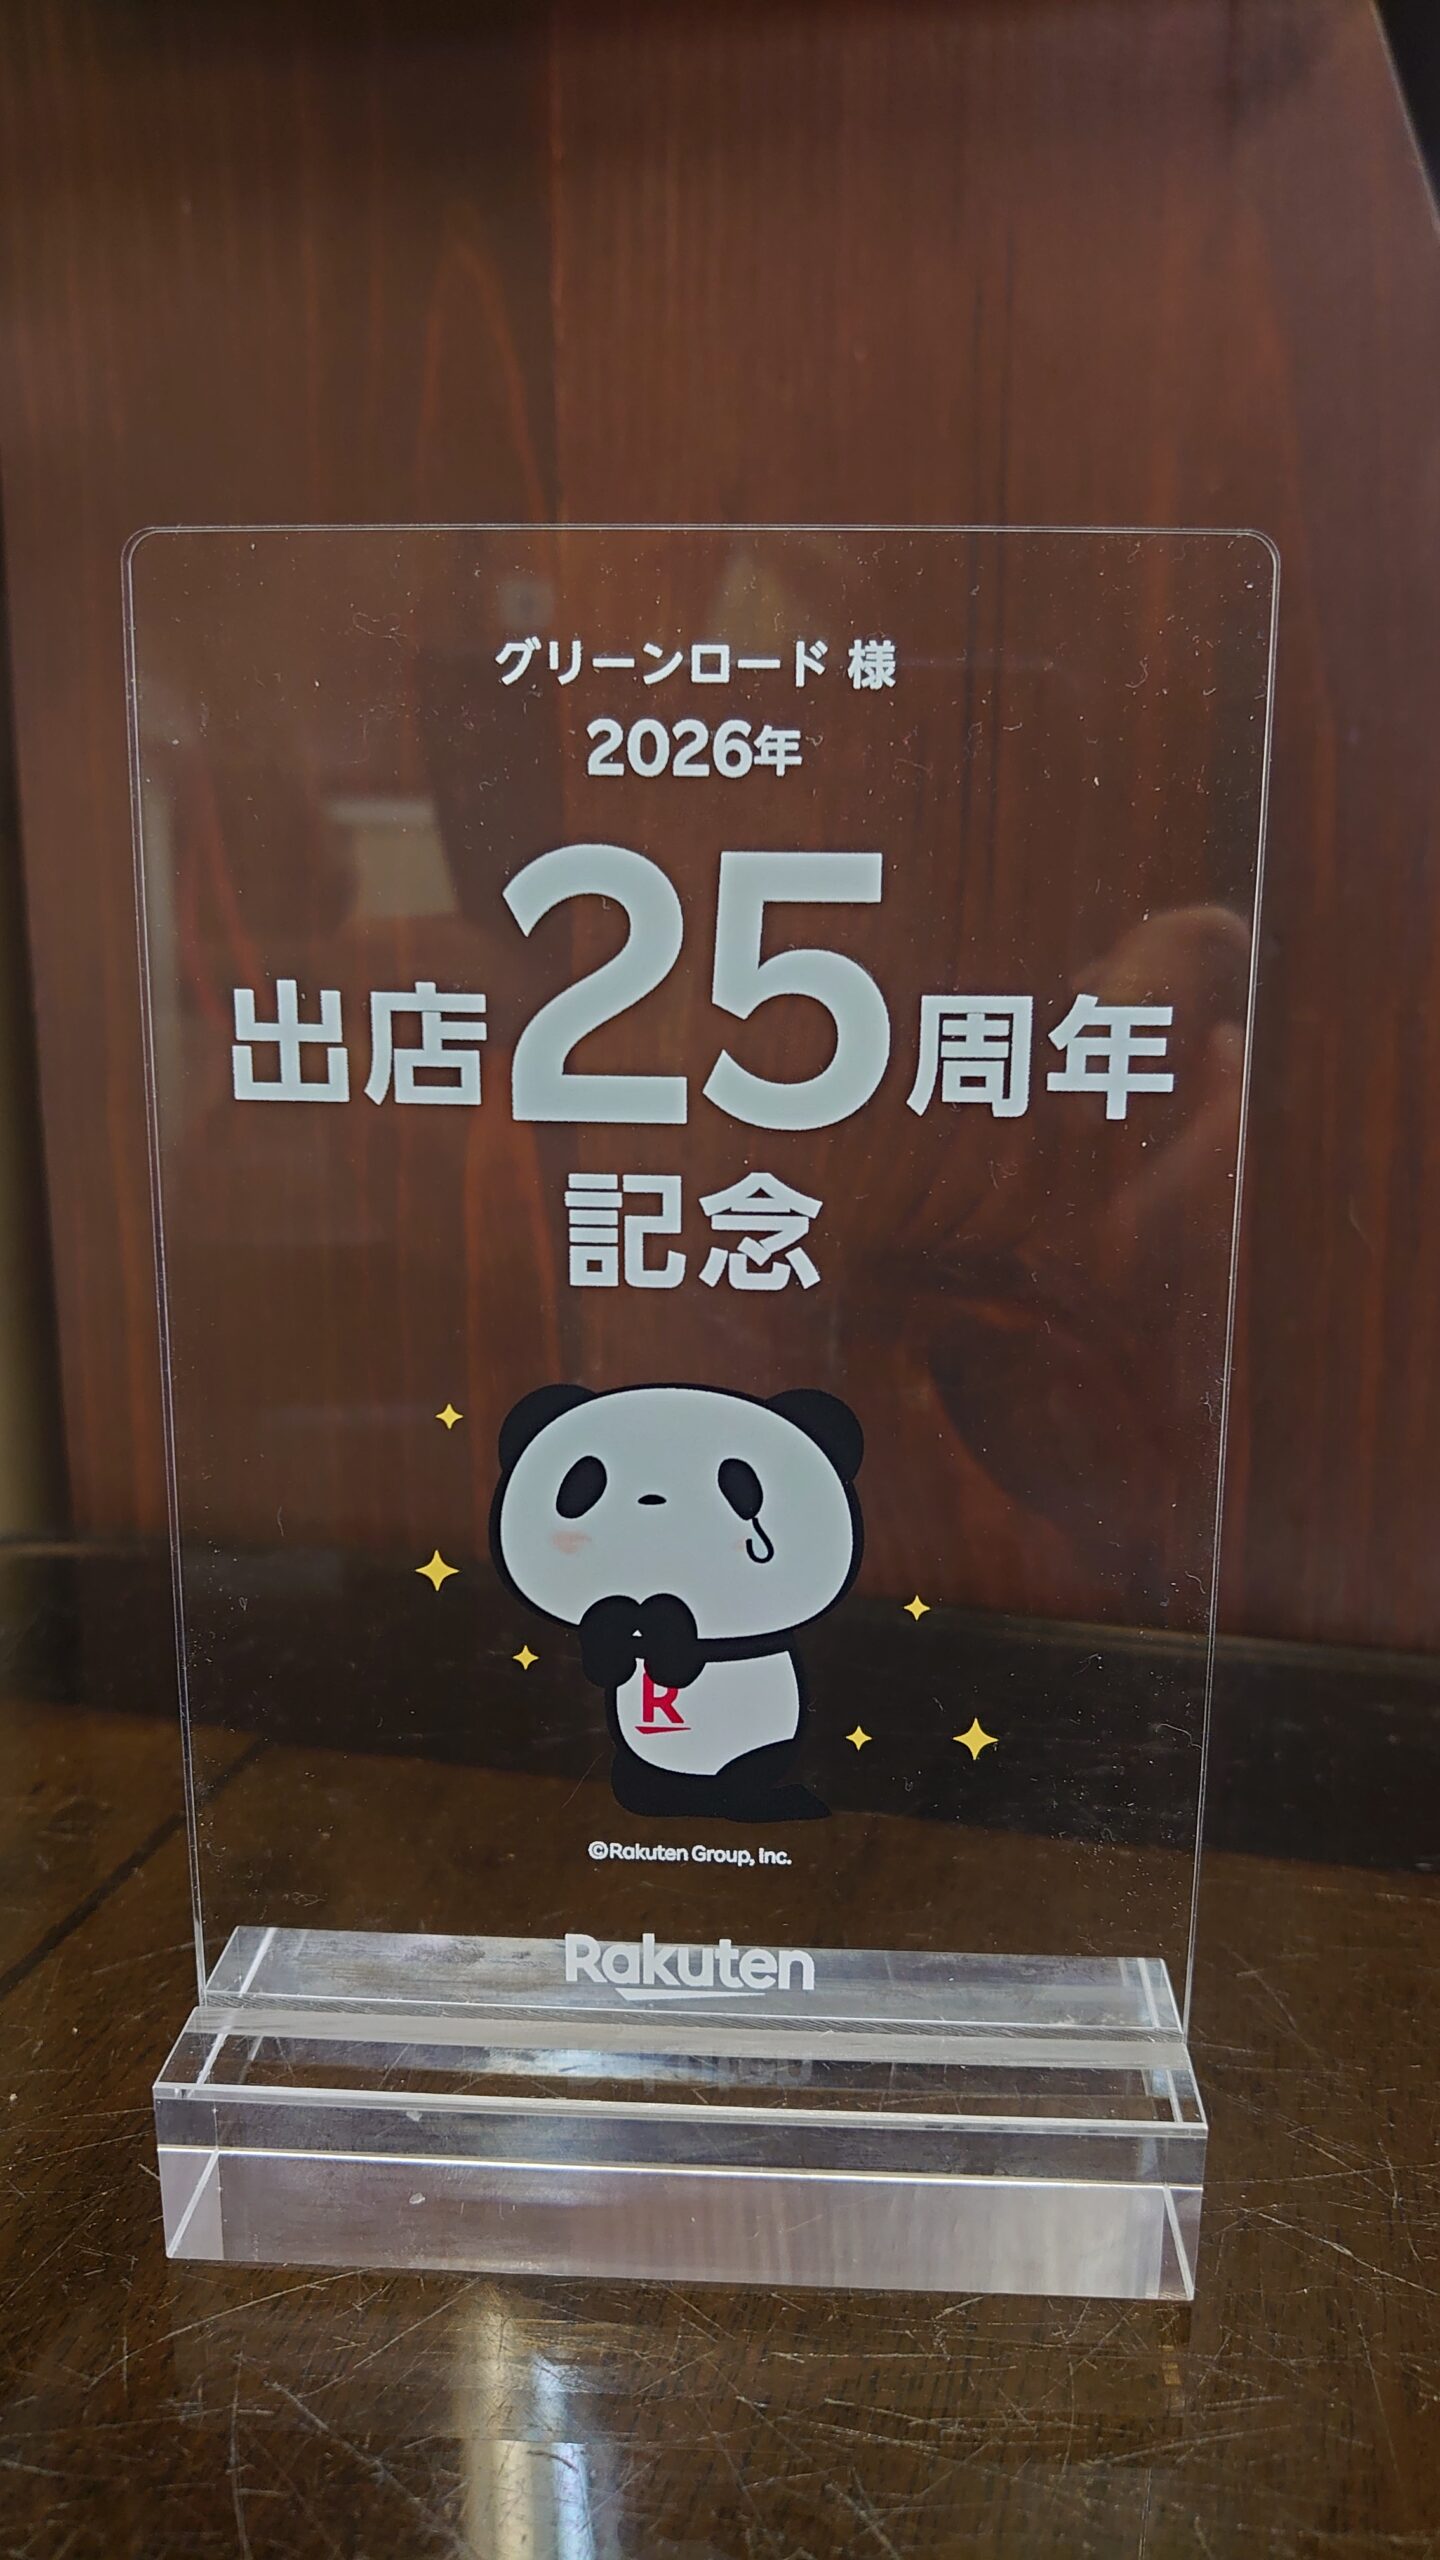 グリーンロード 様
2026年
出店25周年
記念
R
©Rakuten Group, Inc.
Rakuten